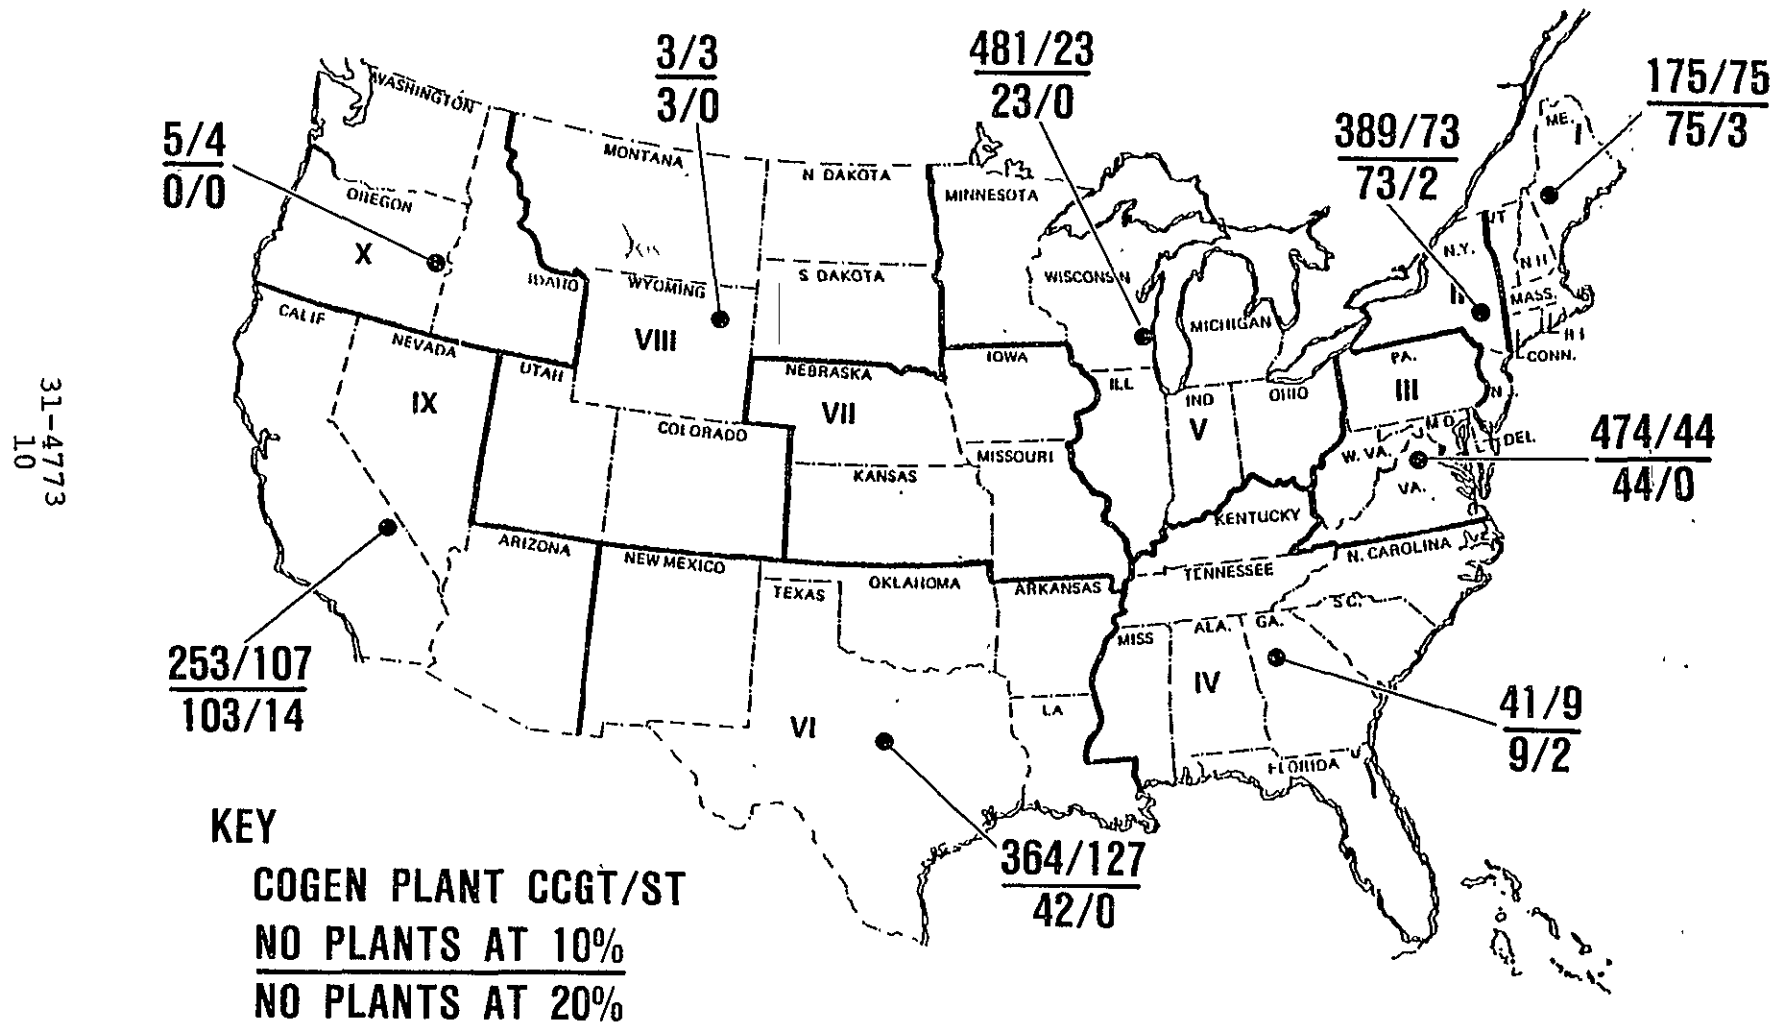 3/3
3/0
481/23
23/0
175/75
75/3
389/73
73/2
5/4
0/0
WASHINGTON
MONTANA
N DAKOTA
MINNESOTA
ME.
I
OREGON
X
IDAHO
WYOMING
S DAKOTA
WISCONSIN
MICHIGAN
N.Y.
VT
N H
II
MASS.
R I
CONN.
CALIF
NEVADA
UTAH
VIII
NEBRASKA
IOWA
ILL
IND
OHIO
PA.
III
N.
IX
COLORADO
VII
MISSOURI
V
M D.
DEL.
W. VA.
VA.
474/44
44/0
KANSAS
KENTUCKY
31-4773
10
ARIZONA
NEW MEXICO
TEXAS
OKLAHOMA
ARKANSAS
TENNESSEE
N. CAROLINA
S.C.
MISS
ALA.
GA.
253/107
103/14
VI
LA
IV
FLORIDA
41/9
9/2
364/127
42/0
KEY
COGEN PLANT CCGT/ST
NO PLANTS AT 10%
NO PLANTS AT 20%